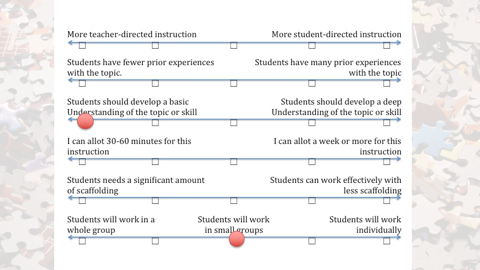 More teacher-directed instruction More student-directed instruction
Students have fewer prior experiences Students have many prior experiences
with the topic. with the topic
Students should develop a basic Students should develop a deep
Understanding of the topic or skill Understanding of the topic or skill
I can allot 30-60 minutes for this I can allot a week or more for this
instruction instruction
Students needs a significant amount Students can work effectively with
of scaffolding less scaffolding
Students will work in a Students will work Students will work
whole group in small groups individually